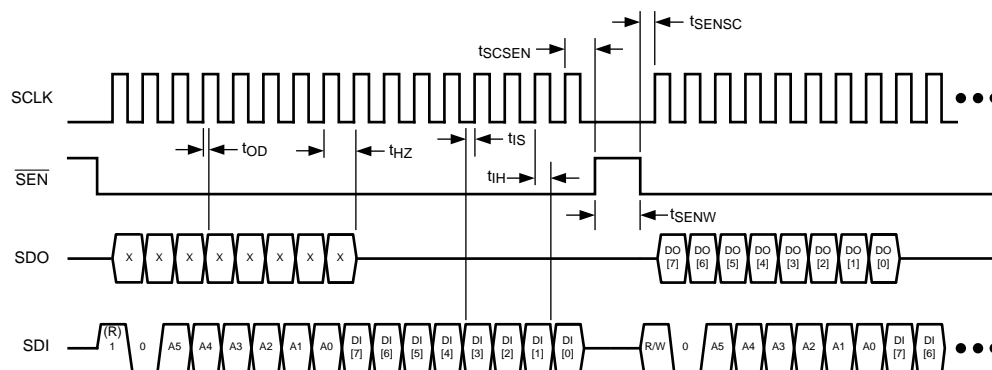 tSENSC
tSCSEN
SCLK
tOD
tHZ
tIS
SEN
tIH
tSENW
SDO
X X X X X X X X
DO [7] DO [6] DO [5] DO [4] DO [3] DO [2] DO [1] DO [0]
SDI
(R) 1 0 A5 A4 A3 A2 A1 A0 DI [7] DI [6] DI [5] DI [4] DI [3] DI [2] DI [1] DI [0]
R/W 0 A5 A4 A3 A2 A1 A0 DI [7] DI [6]